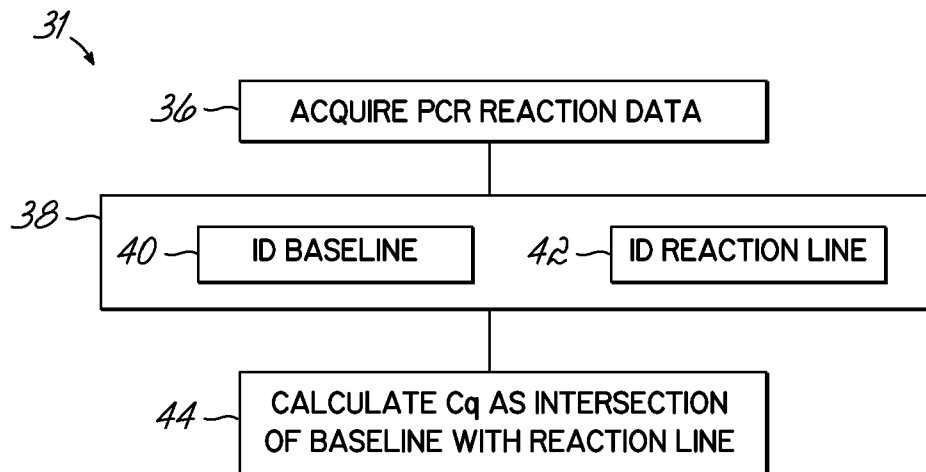 31
36
ACQUIRE PCR REACTION DATA
38
40
ID BASELINE
42
ID REACTION LINE
44
CALCULATE Cq AS INTERSECTION
OF BASELINE WITH REACTION LINE